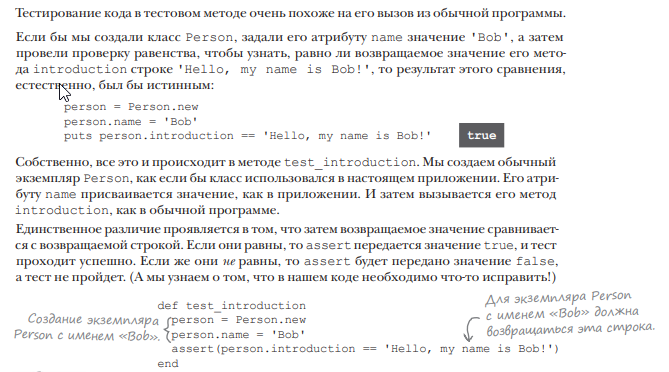 Тестирование кода в тестовом методе очень похоже на его вызов из обычной программы.
Если бы мы создали класс Person, задали его атрибуту name значение 'Bob', а затем
провели проверку равенства, чтобы узнать, равно ли возвращаемое значение его мето-
да introduction строке 'Hello, my name is Bob!', то результат этого сравнения,
естественно, был бы истинным:
person = Person.new
person.name = 'Bob'
puts person.introduction == 'Hello, my name is Bob!'
true
Собственно, все это и происходит в методе test_introduction. Мы создаем обычный
экземпляр Person, как если бы класс использовался в настоящем приложении. Его атри-
буту name присваивается значение, как в приложении. И затем вызывается его метод
introduction, как в обычной программе.
Единственное различие проявляется в том, что затем возвращаемое значение сравнивает-
ся с возвращаемой строкой. Если они равны, то assert передается значение true, и тест
проходит успешно. Если же они не равны, то assert будет передано значение false,
а тест не пройдет. (А мы узнаем о том, что в нашем коде необходимо что-то исправить!)
Создание экземпляра
Person с именем «Bob».
def test_introduction
person = Person.new
person.name = 'Bob'
assert(person.introduction == 'Hello, my name is Bob!')
end
Для экземпляра Person
с именем «Bob» должна
возвращаться эта строка.